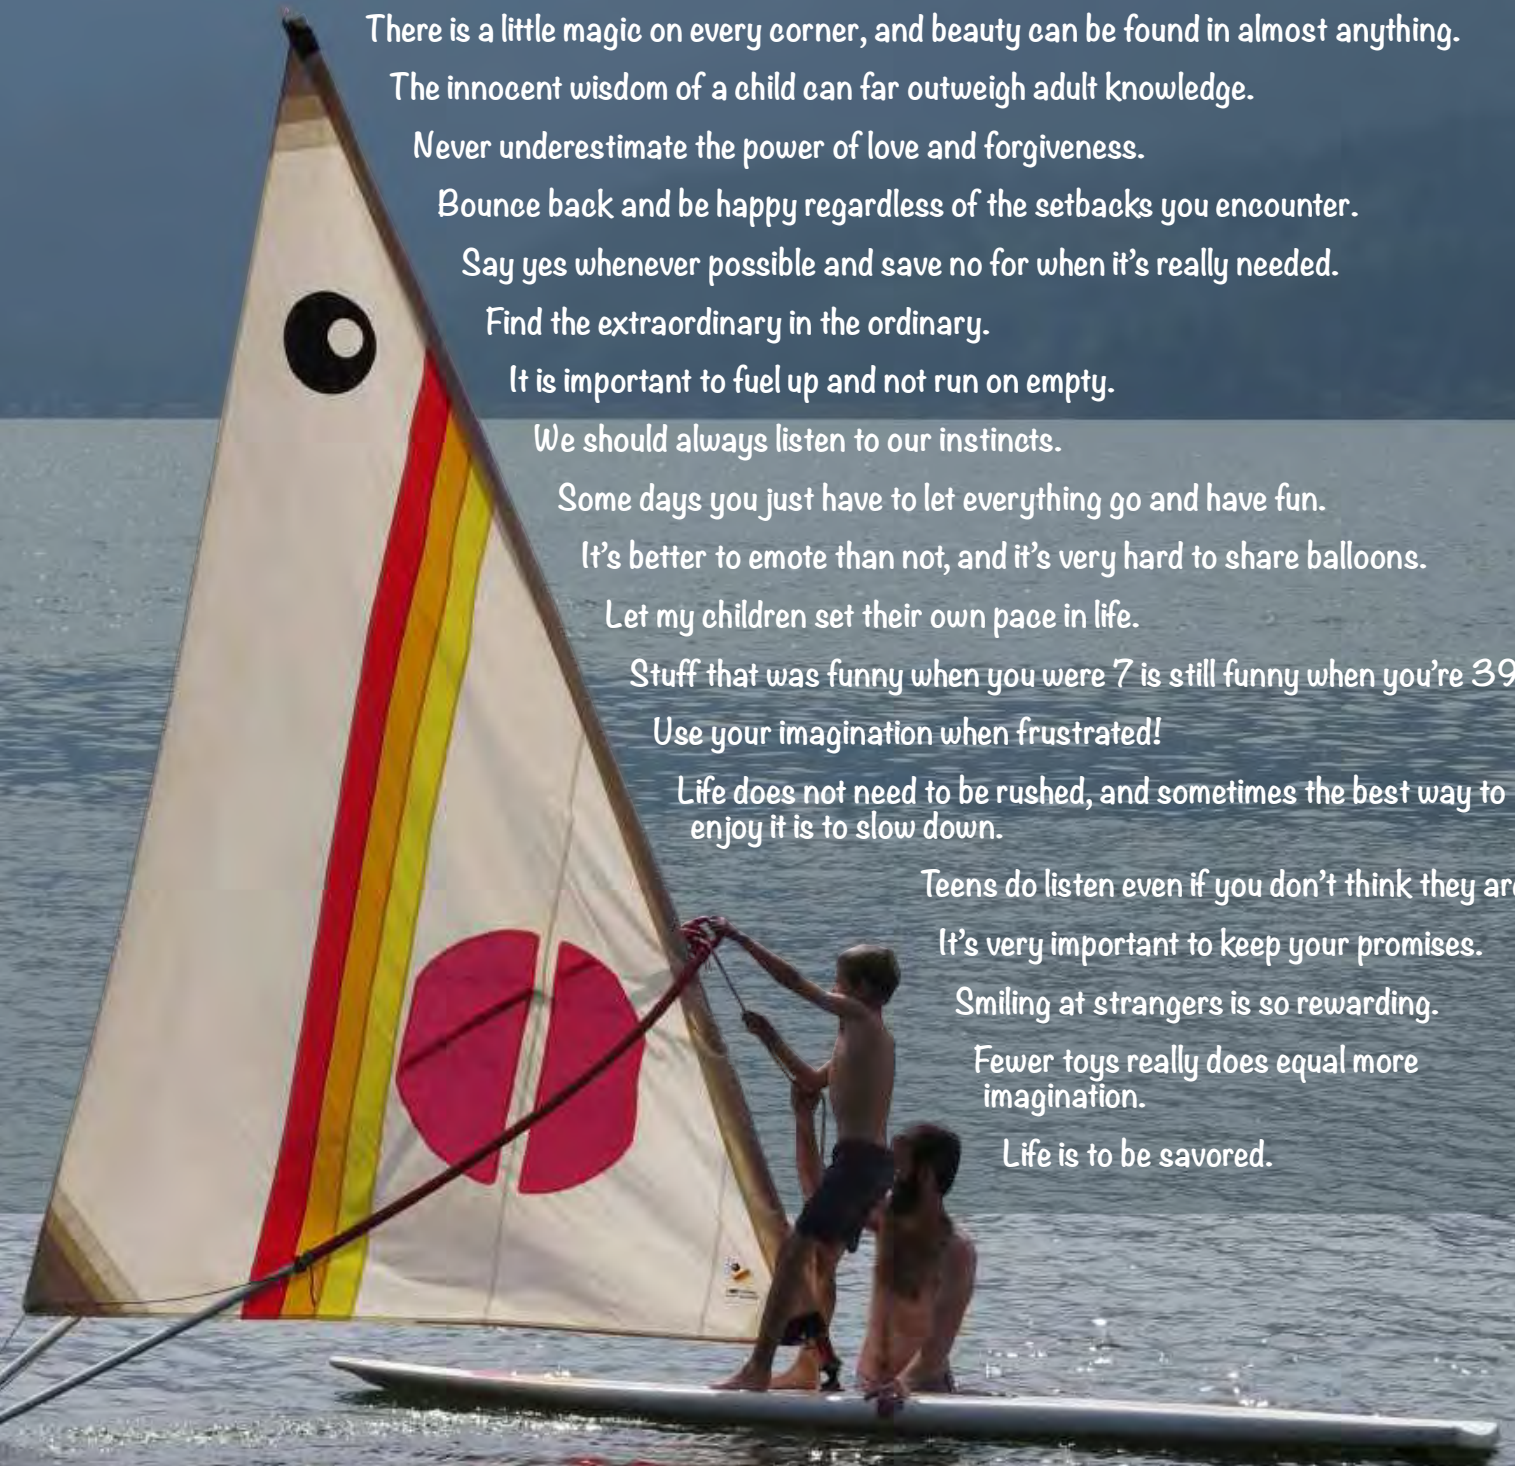 There is a little magic on every corner, and beauty can be found in almost anything.
The innocent wisdom of a child can far outweigh adult knowledge.
Never underestimate the power of love and forgiveness.
Bounce back and be happy regardless of the setbacks you encounter.
Say yes whenever possible and save no for when it’s really needed.
Find the extraordinary in the ordinary.
It is important to fuel up and not run on empty.
We should always listen to our instincts.
Some days you just have to let everything go and have fun.
It’s better to emote than not, and it’s very hard to share balloons.
Let my children set their own pace in life.
Stuff that was funny when you were 7 is still funny when you’re 39
Use your imagination when frustrated!
Life does not need to be rushed, and sometimes the best way to
enjoy it is to slow down.
Teens do listen even if you don’t think they are
It’s very important to keep your promises.
Smiling at strangers is so rewarding.
Fewer toys really does equal more
imagination.
Life is to be savored.